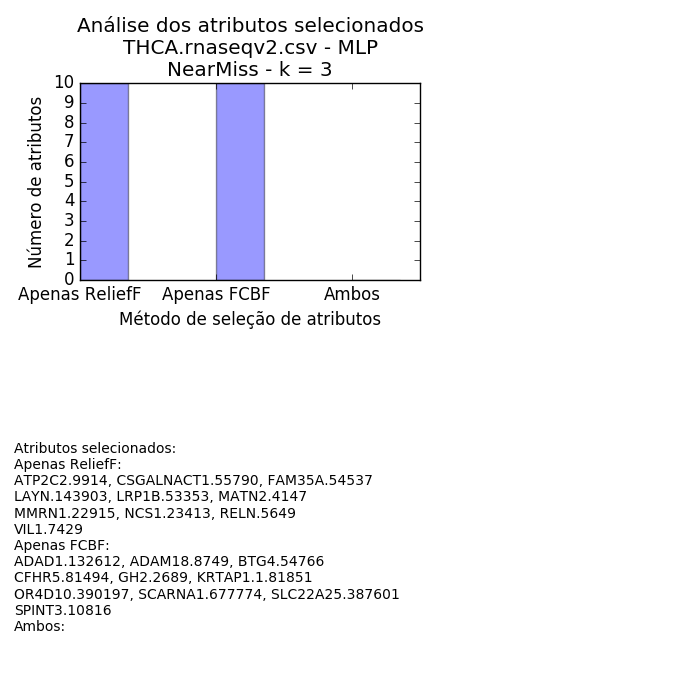 Análise dos atributos selecionados
THCA.rnaseqv2.csv - MLP
NearMiss - k = 3
10
9
8
7
6
5
4
3
2
1
0
Número de atributos
Apenas ReliefF
Apenas FCBF
Ambos
Método de seleção de atributos
Atributos selecionados:
Apenas ReliefF:
ATP2C2.9914, CSGALNACT1.55790, FAM35A.54537
LAYN.143903, LRP1B.53353, MATN2.4147
MMRN1.22915, NCS1.23413, RELN.5649
VIL1.7429
Apenas FCBF:
ADAD1.132612, ADAM18.8749, BTG4.54766
CFHR5.81494, GH2.2689, KRTAP1.1.81851
OR4D10.390197, SCARNA1.677774, SLC22A25.387601
SPINT3.10816
Ambos: